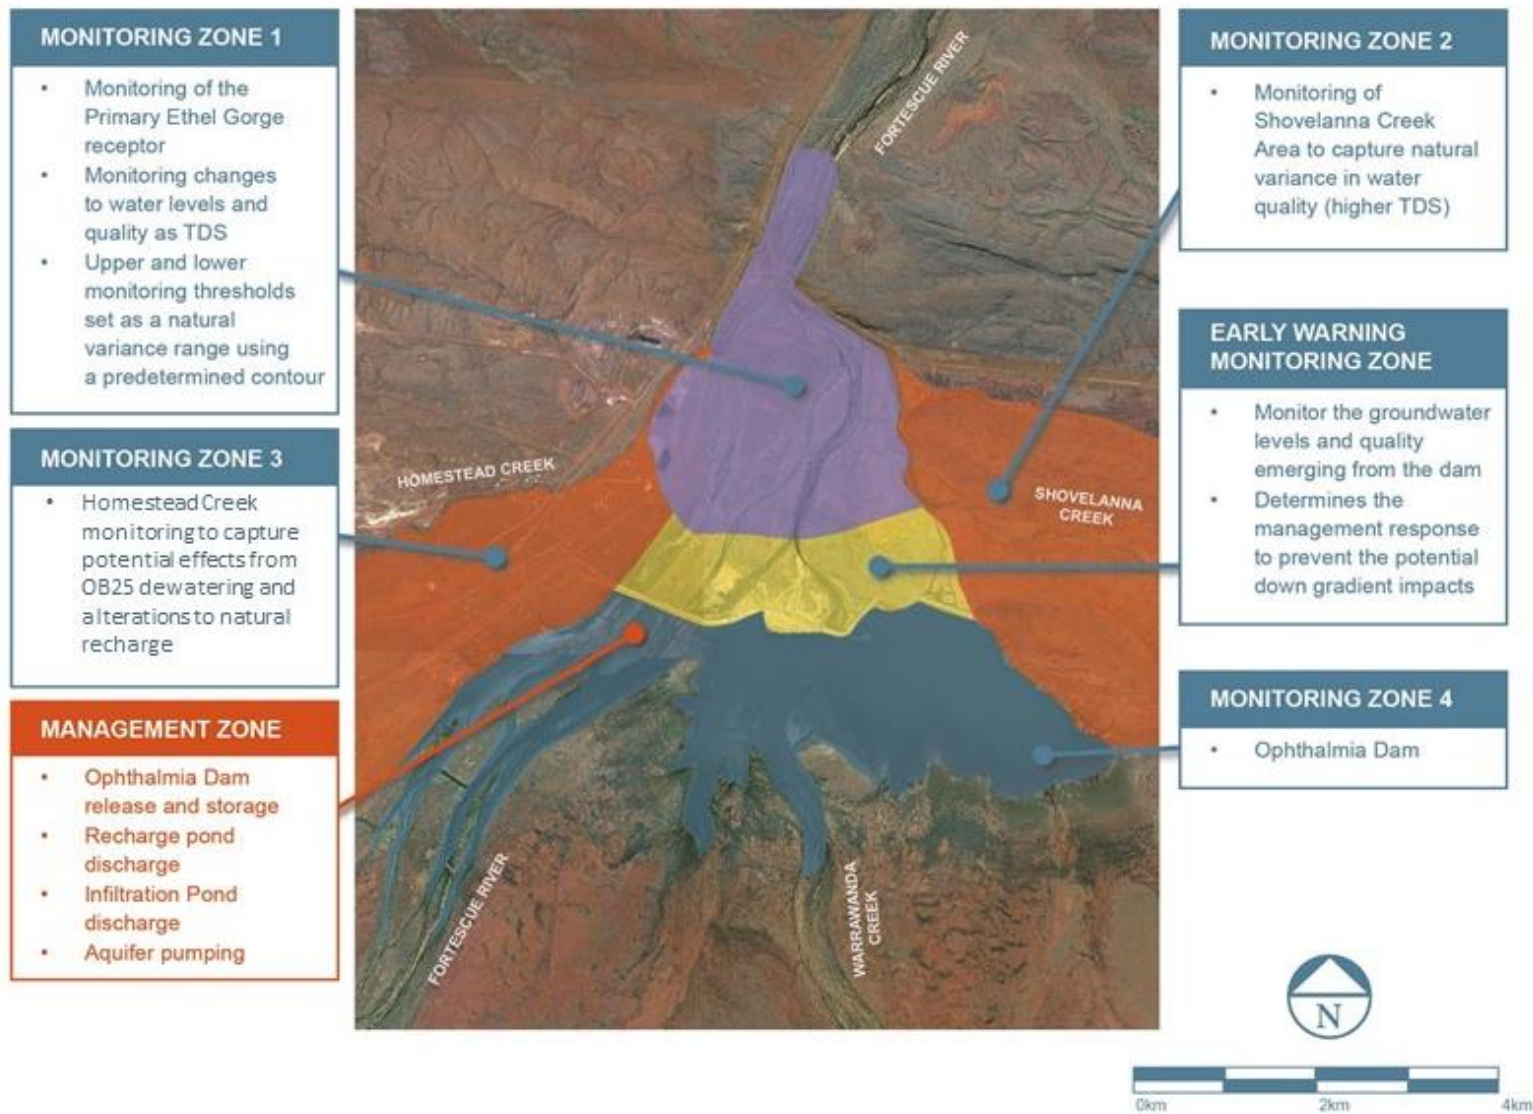 MONITORING ZONE 1
• Monitoring of the
Primary Ethel Gorge
receptor
• Monitoring changes
to water levels and
quality as TDS
• Upper and lower
monitoring thresholds
set as a natural
variance range using
a predetermined contour
MONITORING ZONE 3
• Homestead Creek
monitoring to capture
potential effects from
OB25 dewatering and
alterations to natural
recharge
MANAGEMENT ZONE
• Ophthalmia Dam
release and storage
• Recharge pond
discharge
• Infiltration Pond
discharge
• Aquifer pumping
FORTESCUE RIVER
HOMESTEAD CREEK
SHOVELANNA
CREEK
FORTESCUE RIVER
WARRAWANDA
CREEK
MONITORING ZONE 2
• Monitoring of
Shovelanna Creek
Area to capture natural
variance in water
quality (higher TDS)
EARLY WARNING
MONITORING ZONE
• Monitor the groundwater
levels and quality
emerging from the dam
• Determines the
management response
to prevent the potential
down gradient impacts
MONITORING ZONE 4
• Ophthalmia Dam
N
0km 2km 4km